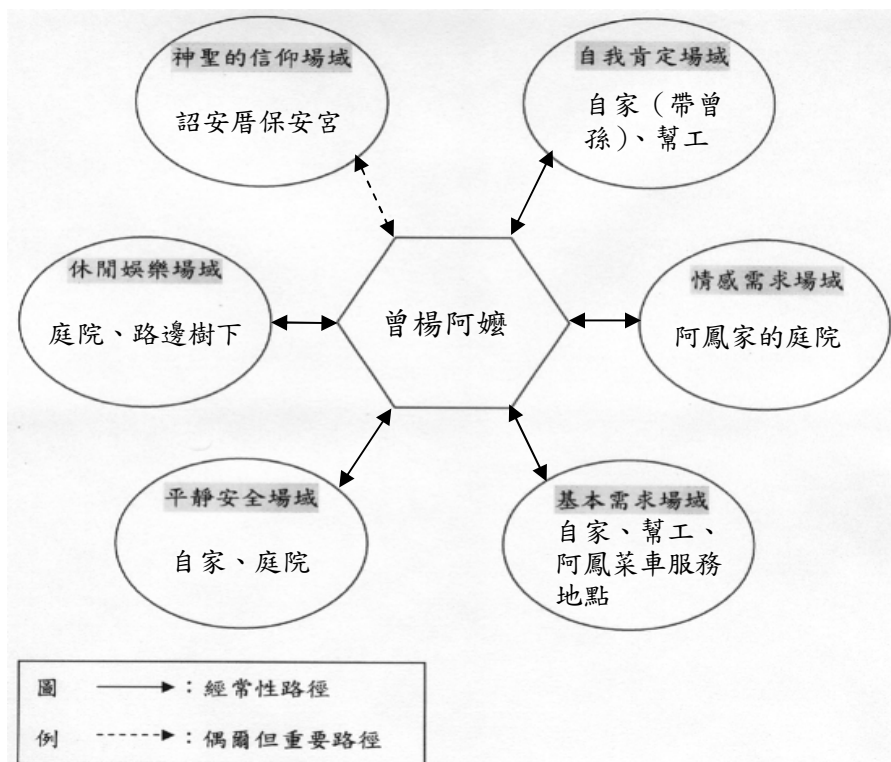 神聖的信仰場域
詔安厝保安宮
自我肯定場域
自家（帶曾
孫）、幫工
休閒娛樂場域
庭院、路邊樹下
曾楊阿嬤
情感需求場域
阿鳳家的庭院
平靜安全場域
自家、庭院
基本需求場域
自家、幫工、
阿鳳菜車服務
地點
圖 ：經常性路徑
例 ：偶爾但重要路徑